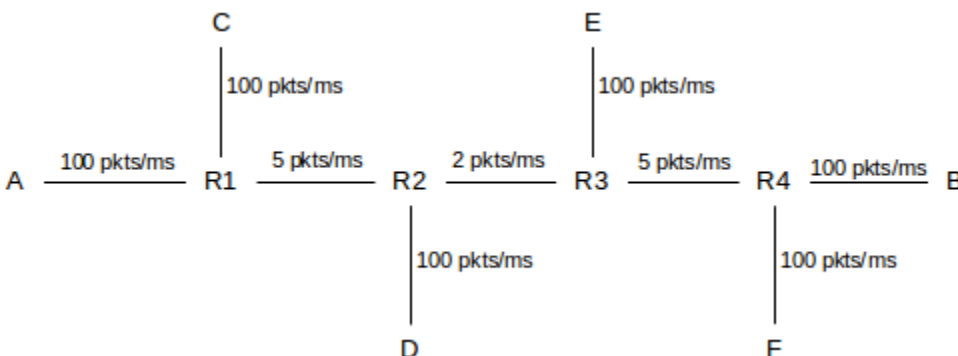 C E
100 pkts/ms 100 pkts/ms
A 100 pkts/ms R1 5 pkts/ms R2 2 pkts/ms R3 5 pkts/ms R4 100 pkts/ms B
100 pkts/ms 100 pkts/ms
D F